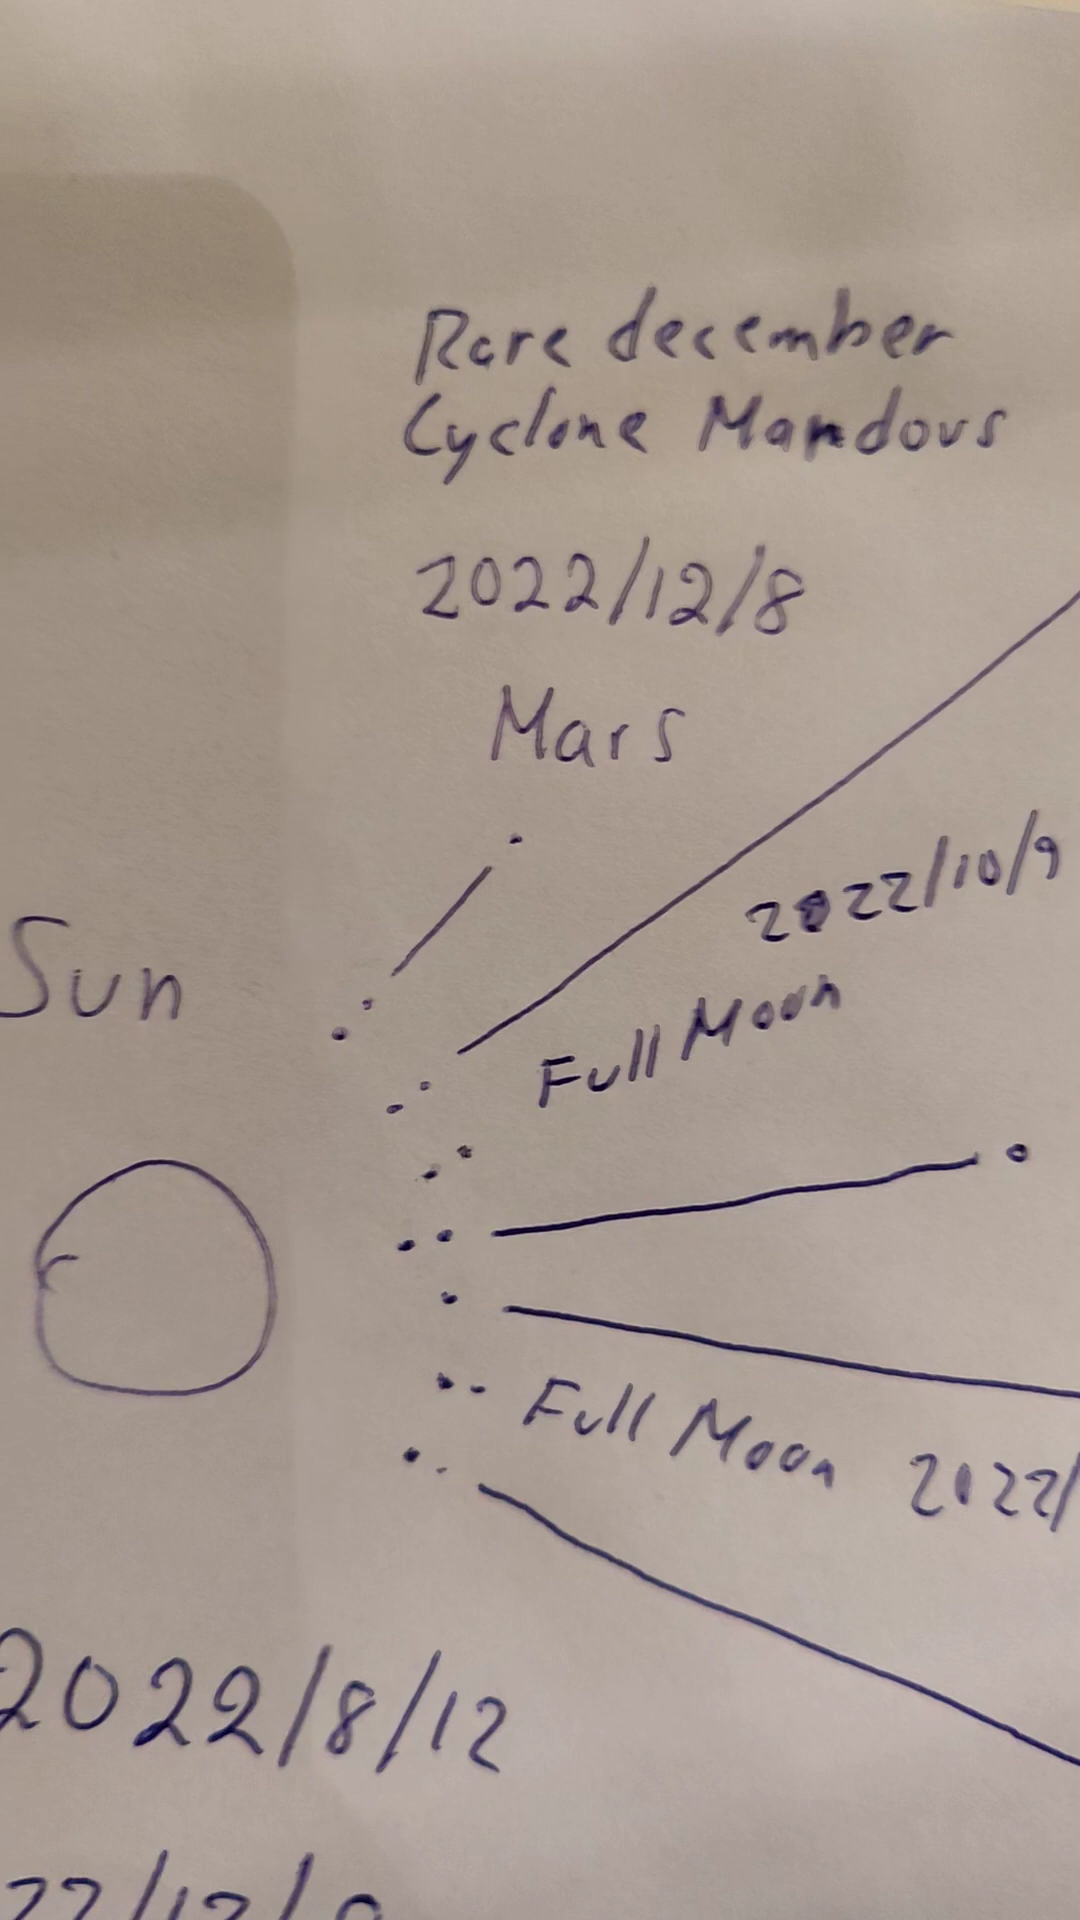 Rare december
Cyclone Mandous
2022/12/8
Mars
2022/10/9
Sun
Full Moon
Full Moon 2022/
2022/8/12